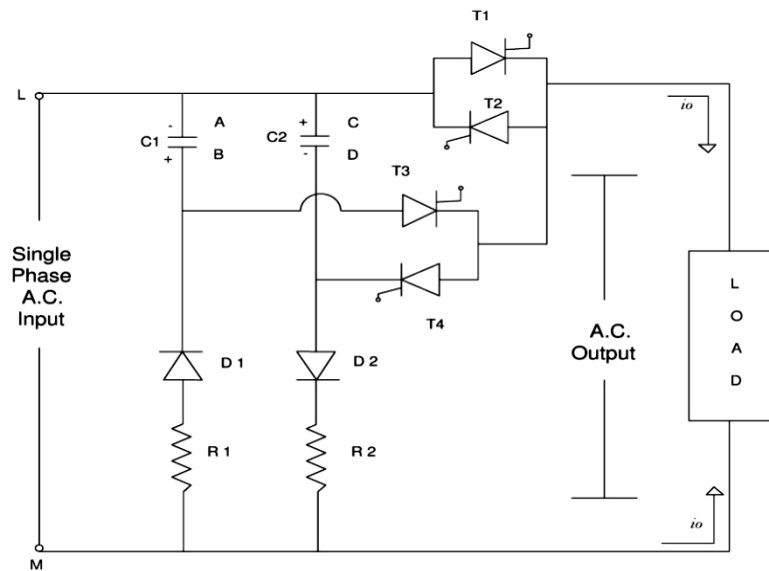 T1
L
T2
io
-
A
+
C
C1
C2
B
+
-
D
T3
Single
Phase
A.C.
Input
T4
A.C.
Output
L
O
A
D
D 1
D 2
R 1
R 2
io
M